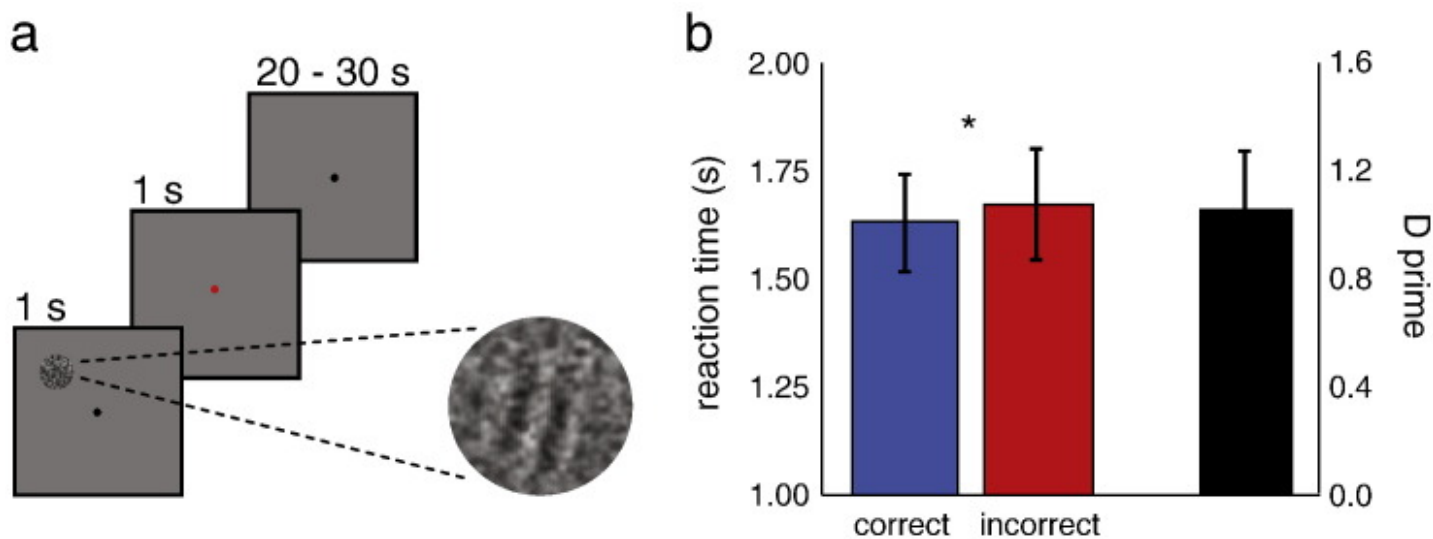 a
20 - 30 s
1 s
1 s
b
reaction time (s)
2.00
1.75
1.50
1.25
1.00
*
correct
incorrect
1.6
1.2
0.8
0.4
0.0
D prime